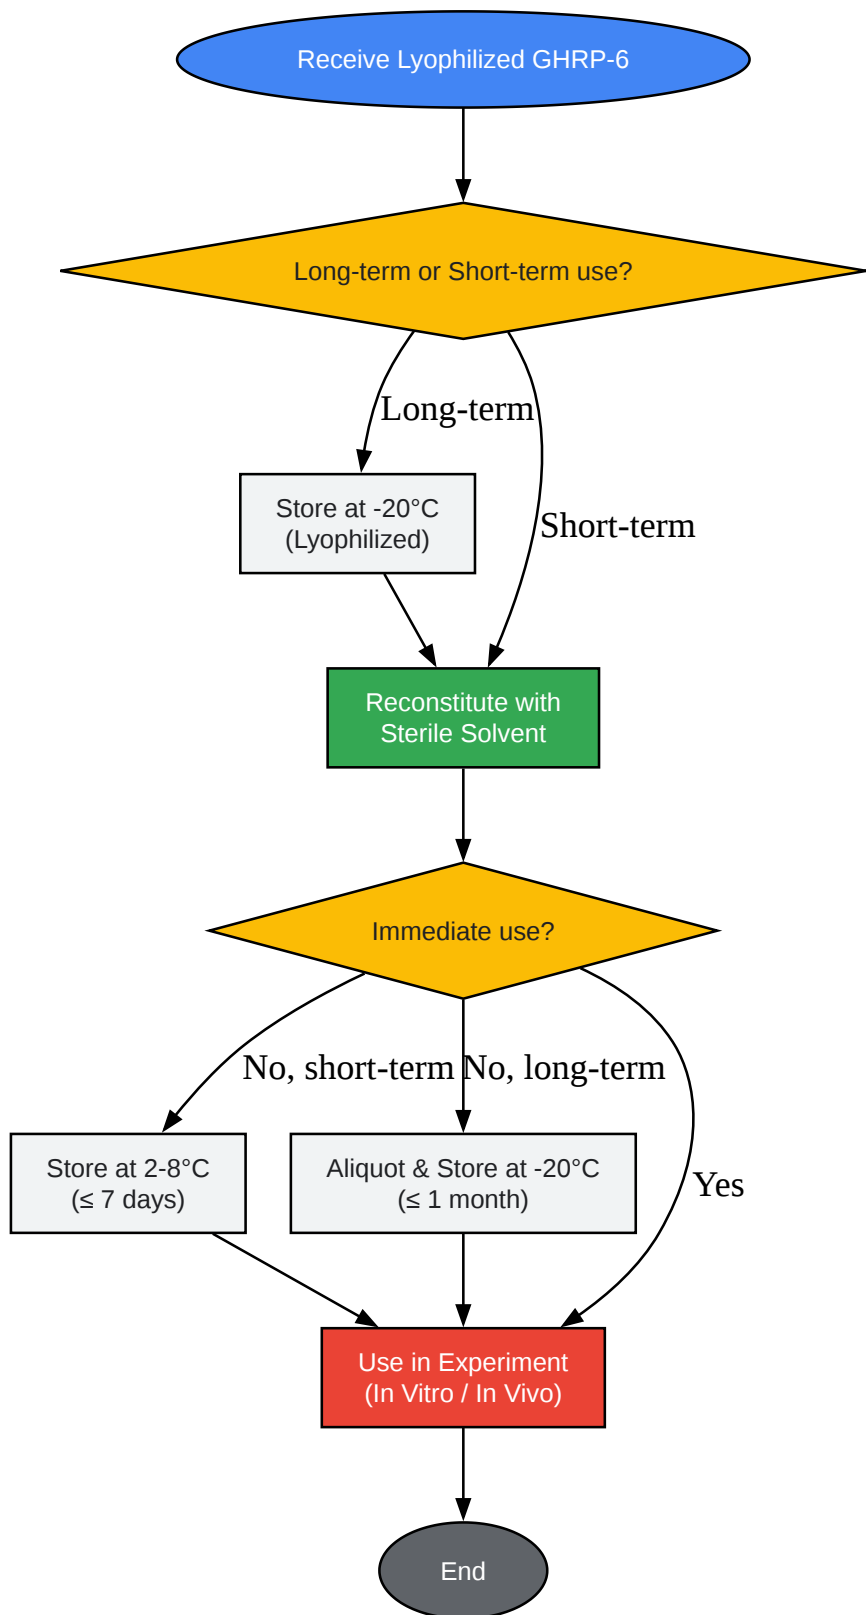 Receive Lyophilized GHRP-6
Long-term or Short-term use?
Long-term
Store at -20°C
(Lyophilized)
Short-term
Reconstitute with
Sterile Solvent
Immediate use?
No, short-term
No, long-term
Store at 2-8°C
(≤ 7 days)
Aliquot & Store at -20°C
(≤ 1 month)
Yes
Use in Experiment
(In Vitro / In Vivo)
End